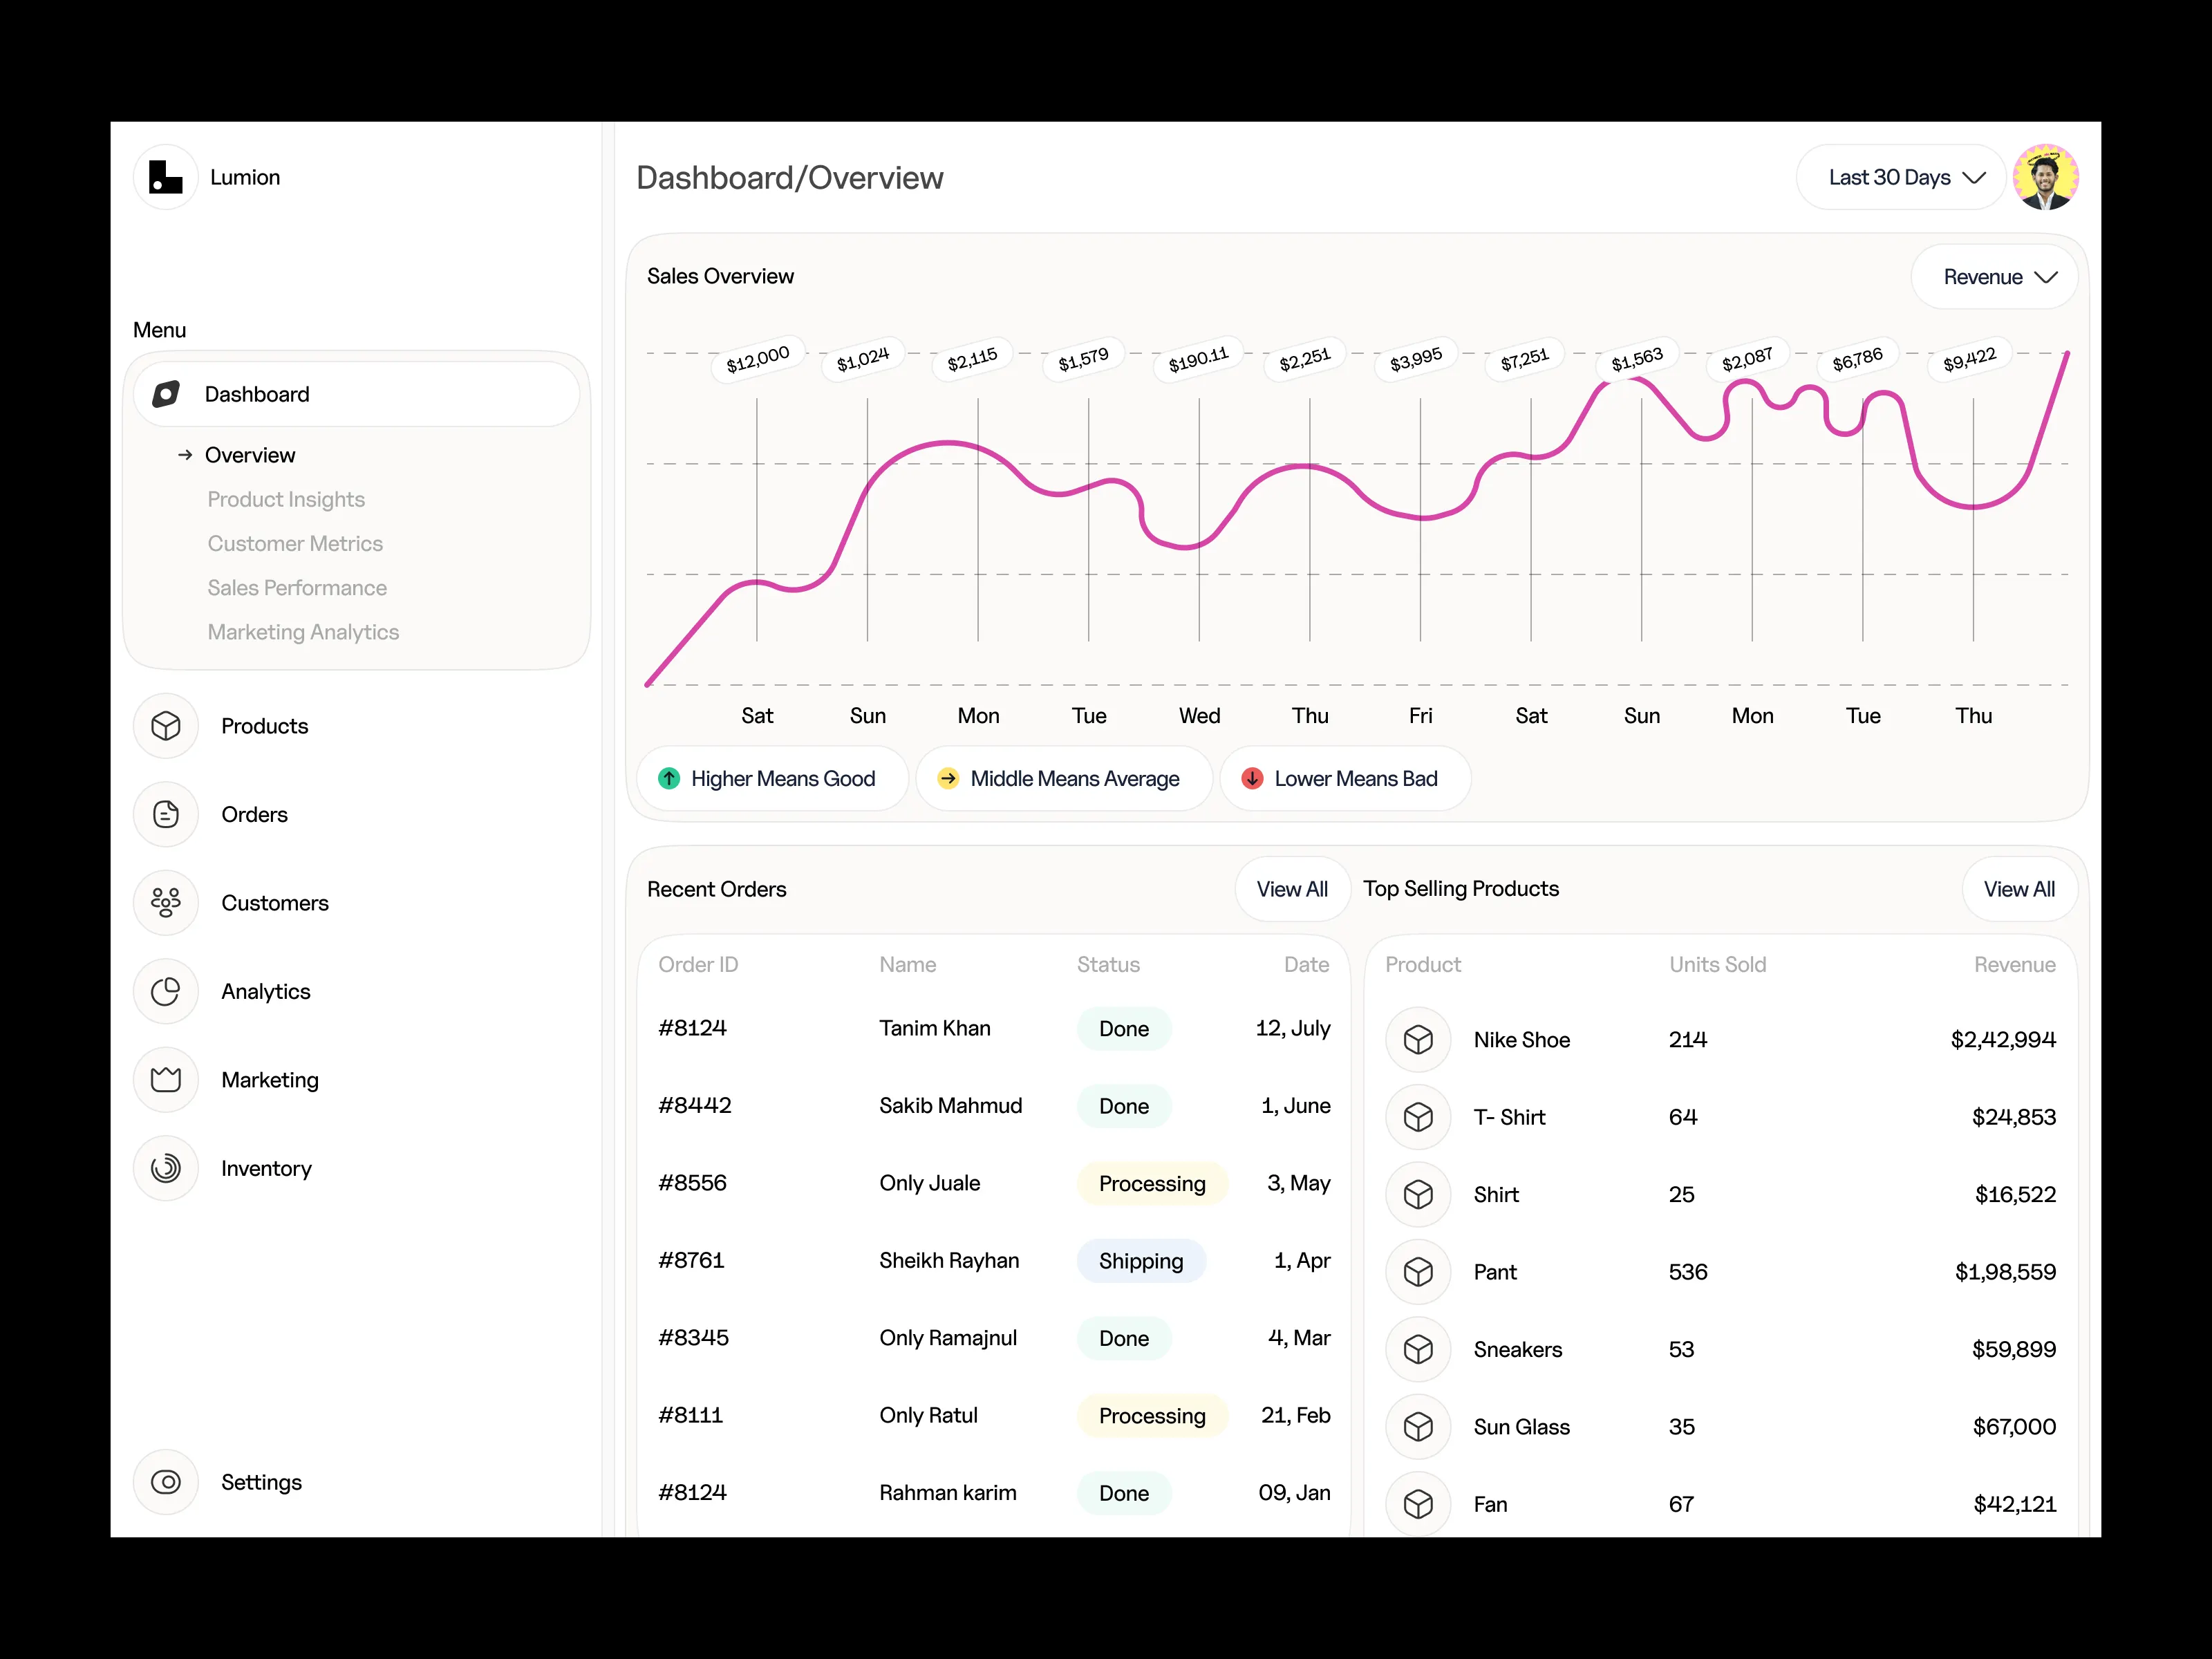 Lumion
Menu
Dashboard
Overview
Product Insights
Customer Metrics
Sales Performance
Marketing Analytics
Products
Orders
Customers
Analytics
Marketing
Inventory
Settings
Dashboard/Overview
Last 30 Days
Sales Overview
Revenue
$12,000 $1,024 $2,115 $1,579 $190.11 $2,251 $3,995 $7,251 $1,563 $2,087 $6,786 $9,422
Sat Sun Mon Tue Wed Thu Fri Sat Sun Mon Tue Thu
Higher Means Good Middle Means Average Lower Means Bad
Recent Orders View All
Order ID Name Status Date
#8124 Tanim Khan Done 12, July
#8442 Sakib Mahmud Done 1, June
#8556 Only Juale Processing 3, May
#8761 Sheikh Rayhan Shipping 1, Apr
#8345 Only Ramajnul Done 4, Mar
#8111 Only Ratul Processing 21, Feb
#8124 Rahman karim Done 09, Jan
Top Selling Products View All
Product Units Sold Revenue
Nike Shoe 214 $2,42,994
T- Shirt 64 $24,853
Shirt 25 $16,522
Pant 536 $1,98,559
Sneakers 53 $59,899
Sun Glass 35 $67,000
Fan 67 $42,121